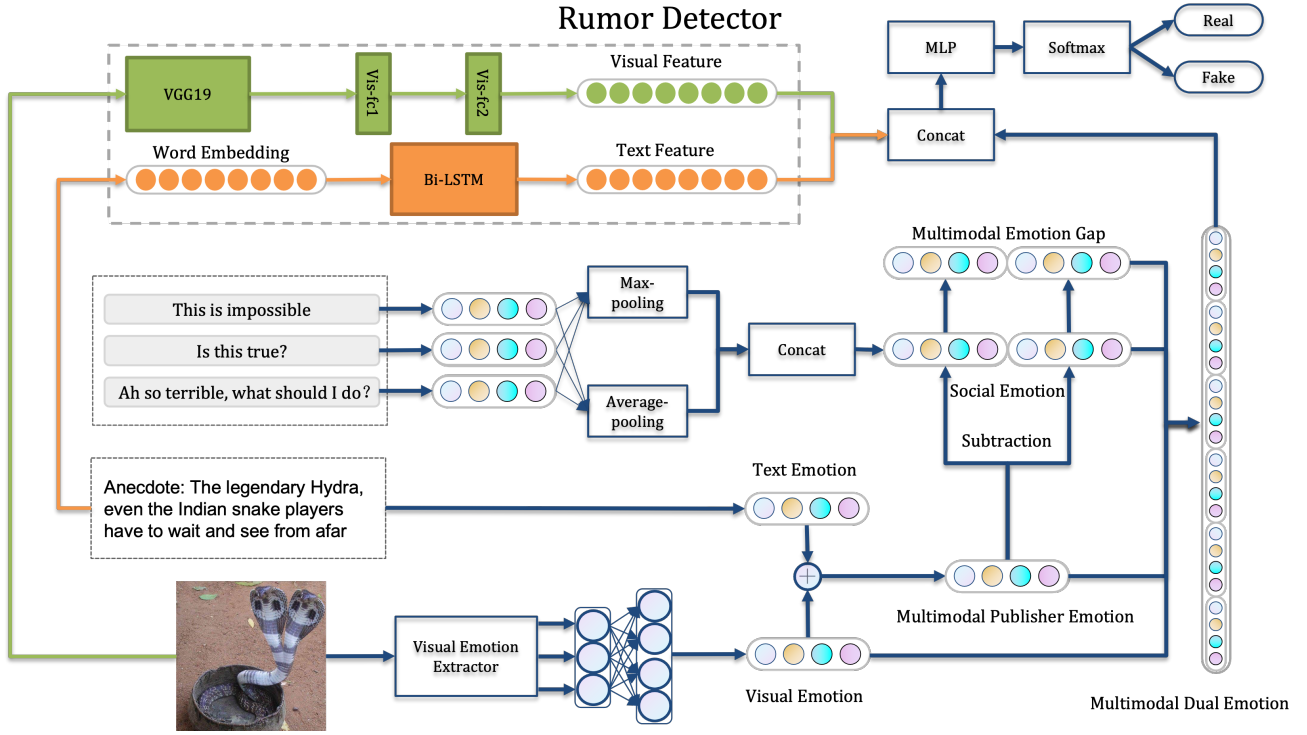 Rumor Detector
VGG19
Vis-fc1
Vis-fc2
Visual Feature
Word Embedding
Bi-LSTM
Text Feature
MLP
Softmax
Real
Fake
Concat
This is impossible
Is this true?
Ah so terrible, what should I do?
Max-
pooling
Average-
pooling
Concat
Multimodal Emotion Gap
Social Emotion
Subtraction
Anecdote: The legendary Hydra,
even the Indian snake players
have to wait and see from afar
Text Emotion
Multimodal Publisher Emotion
Visual Emotion
Extractor
Visual Emotion
Multimodal Dual Emotion